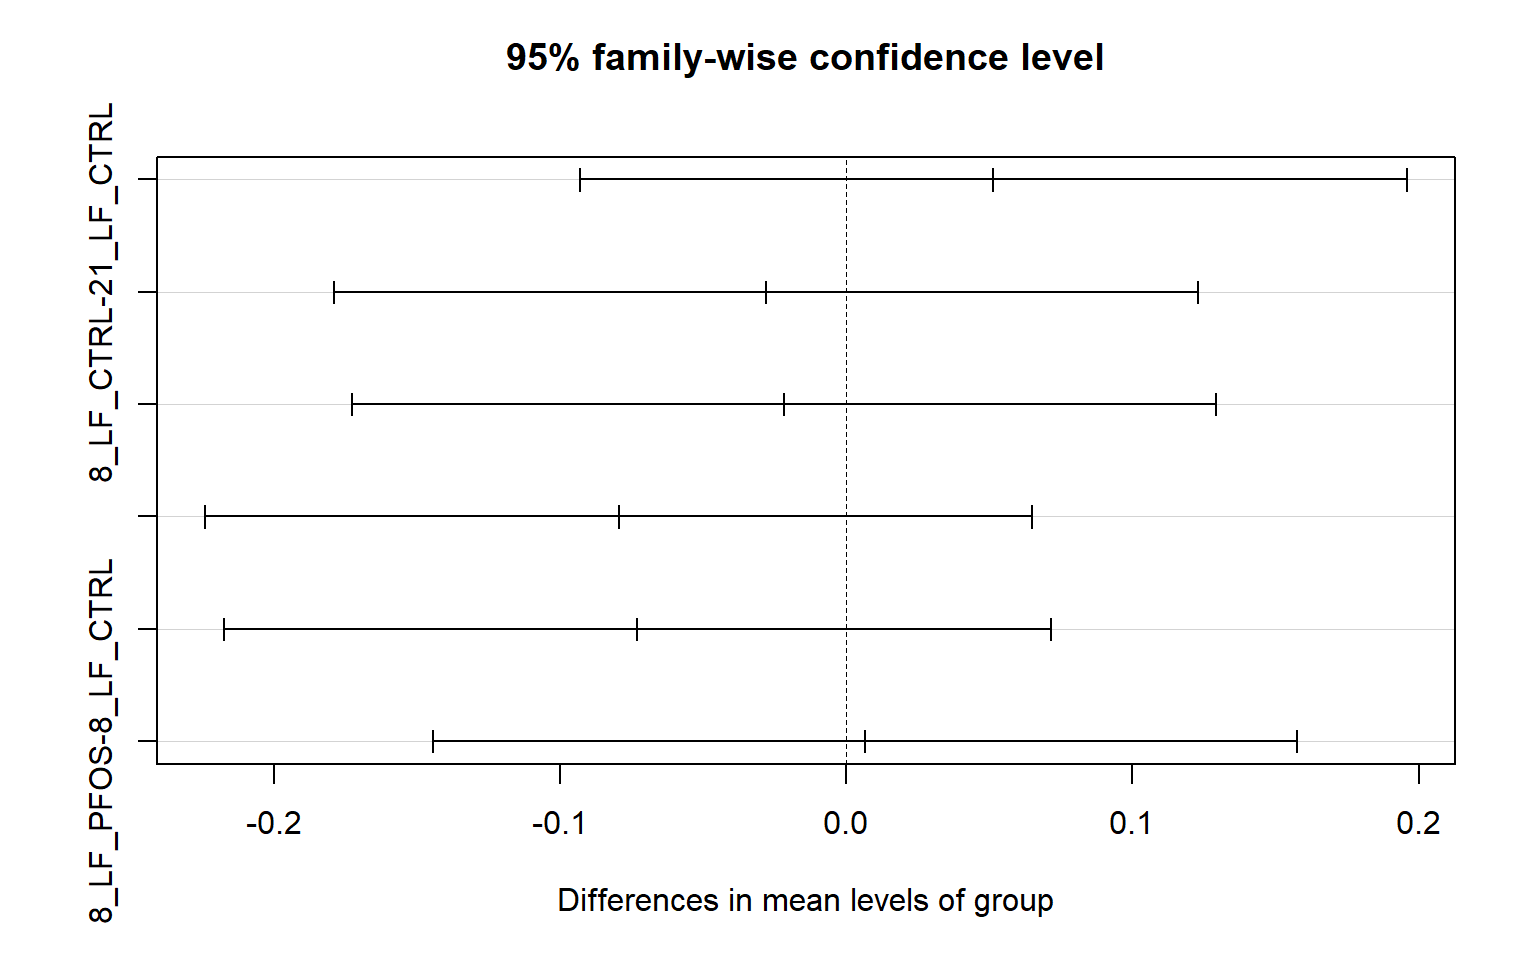 95% family-wise confidence level
8_LF_CTRL-21_LF_CTRL
8_LF_PFOS-8_LF_CTRL
-0.2 -0.1 0.0 0.1 0.2
Differences in mean levels of group